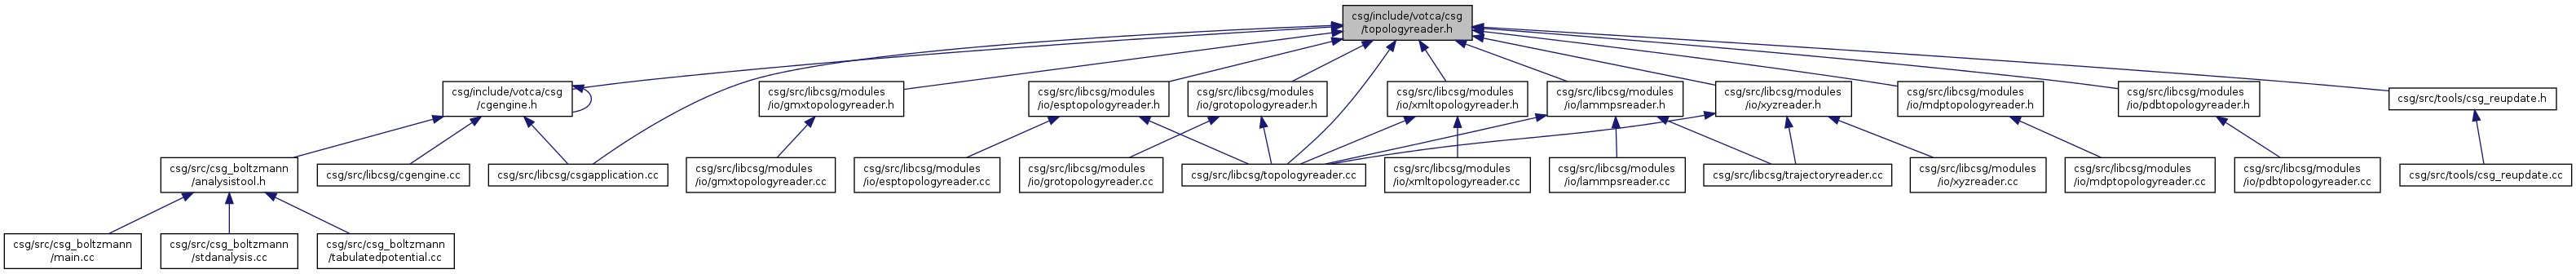 csg/include/votca/csg
/topologyreader.h
csg/include/votca/csg
/cgengine.h
csg/src/libcsg/modules
/io/gmxtopologyreader.h
csg/src/libcsg/modules
/io/esptopologyreader.h
csg/src/libcsg/modules
/io/grotopologyreader.h
csg/src/libcsg/modules
/io/xmltopologyreader.h
csg/src/libcsg/modules
/io/lammpsreader.h
csg/src/libcsg/modules
/io/xyzreader.h
csg/src/libcsg/modules
/io/mdptopologyreader.h
csg/src/libcsg/modules
/io/pdbtopologyreader.h
csg/src/tools/csg_reupdate.h
csg/src/csg_boltzmann
/analysistool.h
csg/src/libcsg/cgengine.cc
csg/src/libcsg/csgapplication.cc
csg/src/libcsg/modules
/io/gmxtopologyreader.cc
csg/src/libcsg/modules
/io/esptopologyreader.cc
csg/src/libcsg/modules
/io/grotopologyreader.cc
csg/src/libcsg/topologyreader.cc
csg/src/libcsg/modules
/io/xmltopologyreader.cc
csg/src/libcsg/modules
/io/lammpsreader.cc
csg/src/libcsg/trajectoryreader.cc
csg/src/libcsg/modules
/io/xyzreader.cc
csg/src/libcsg/modules
/io/mdptopologyreader.cc
csg/src/libcsg/modules
/io/pdbtopologyreader.cc
csg/src/tools/csg_reupdate.cc
csg/src/csg_boltzmann
/main.cc
csg/src/csg_boltzmann
/stdanalysis.cc
csg/src/csg_boltzmann
/tabulatedpotential.cc